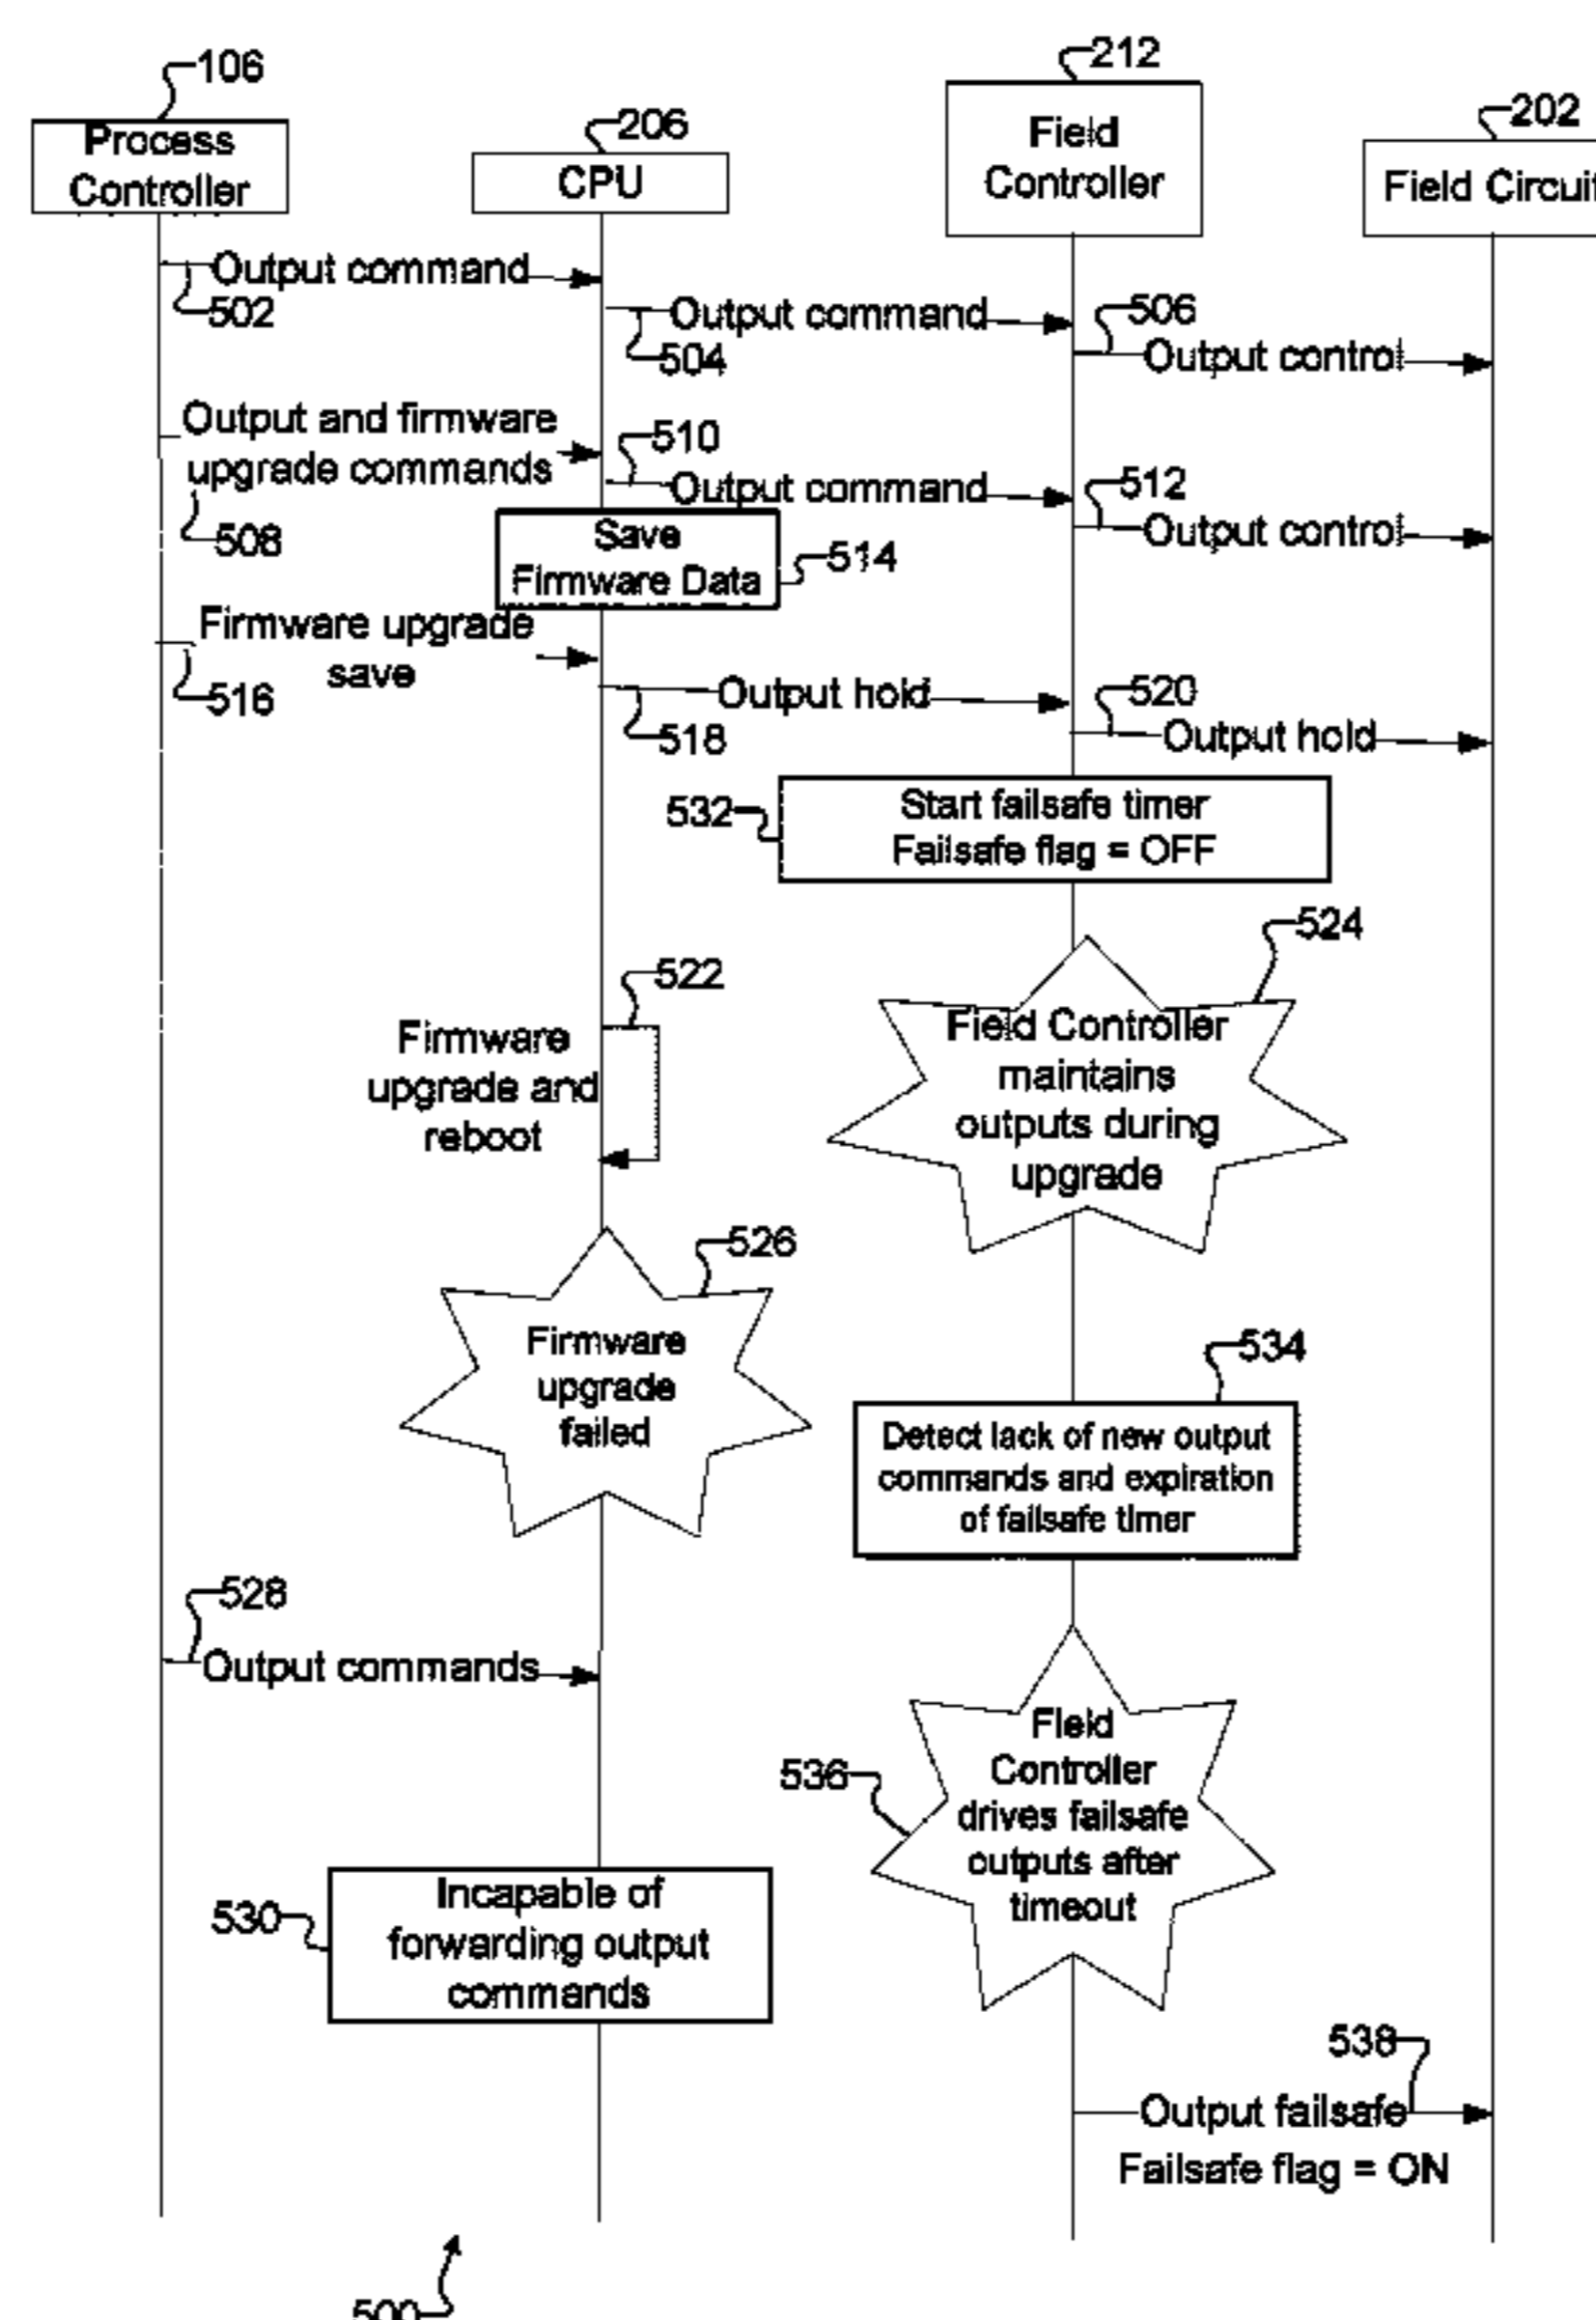 106
Process
Controller
206
CPU
212
Field
Controller
202
Field Circuit
Output command
502
Output command
504
506
Output control
Output and firmware
upgrade commands
508
510
Output command
512
Output control
Save
Firmware Data
514
Firmware upgrade
save
516
Output hold
518
520
Output hold
532
Start failsafe timer
Failsafe flag = OFF
524
Field Controller
maintains
outputs during
upgrade
522
Firmware
upgrade and
reboot
526
Firmware
upgrade
failed
534
Detect lack of new output
commands and expiration
of failsafe timer
528
Output commands
536
Field
Controller
drives failsafe
outputs after
timeout
530
Incapable of
forwarding output
commands
538
Output failsafe
Failsafe flag = ON
500